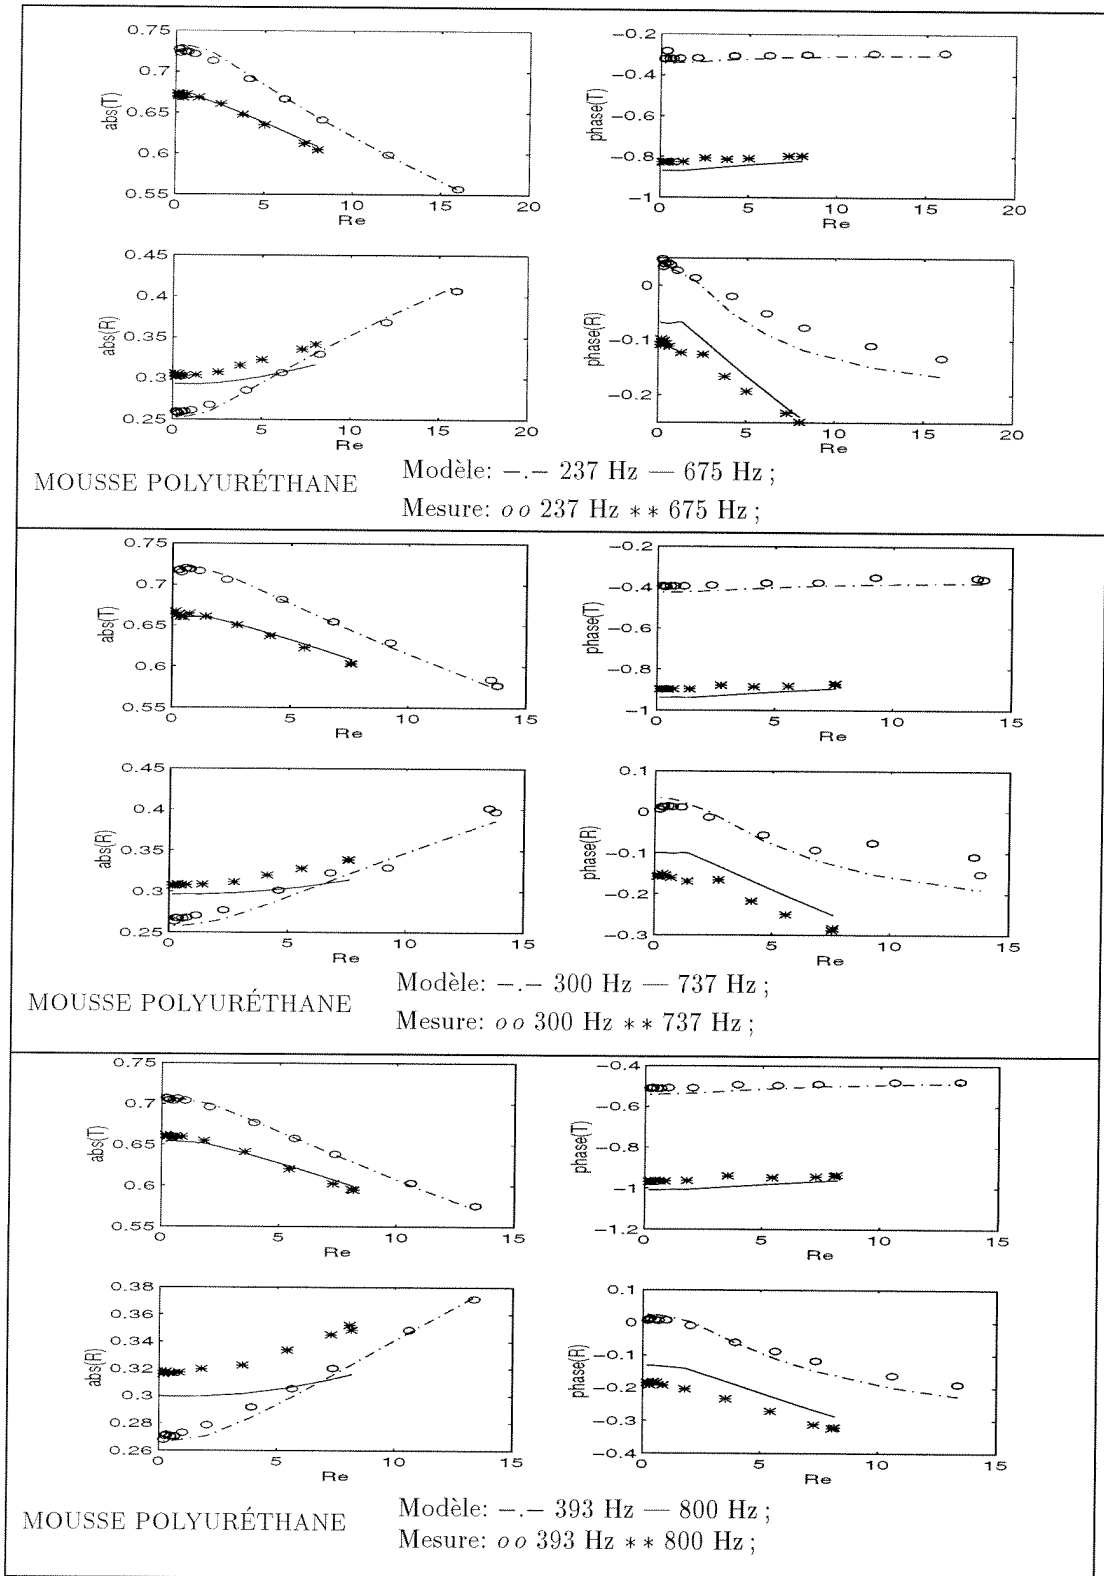 0.75
0.7
0.65
0.6
0.55
abs(T)
0 5 10 15 20
Re
−0.2
−0.4
−0.6
−0.8
−1
phase(T)
0 5 10 15 20
Re
0.45
0.4
0.35
0.3
0.25
abs(R)
0 5 10 15 20
Re
0
−0.1
−0.2
phase(R)
0 5 10 15 20
Re
MOUSSE POLYURÉTHANE
Modèle: −.− 237 Hz — 675 Hz ;
Mesure: o o 237 Hz * * 675 Hz ;
0.75
0.7
0.65
0.6
0.55
abs(T)
0 5 10 15
Re
−0.2
−0.4
−0.6
−0.8
−1
phase(T)
0 5 10 15
Re
0.45
0.4
0.35
0.3
0.25
abs(R)
0 5 10 15
Re
0.1
0
−0.1
−0.2
−0.3
phase(R)
0 5 10 15
Re
MOUSSE POLYURÉTHANE
Modèle: −.− 300 Hz — 737 Hz ;
Mesure: o o 300 Hz * * 737 Hz ;
0.75
0.7
0.65
0.6
0.55
abs(T)
0 5 10 15
Re
−0.4
−0.6
−0.8
−1
−1.2
phase(T)
0 5 10 15
Re
0.38
0.36
0.34
0.32
0.3
0.28
0.26
abs(R)
0 5 10 15
Re
0.1
0
−0.1
−0.2
−0.3
−0.4
phase(R)
0 5 10 15
Re
MOUSSE POLYURÉTHANE
Modèle: −.− 393 Hz — 800 Hz ;
Mesure: o o 393 Hz * * 800 Hz ;